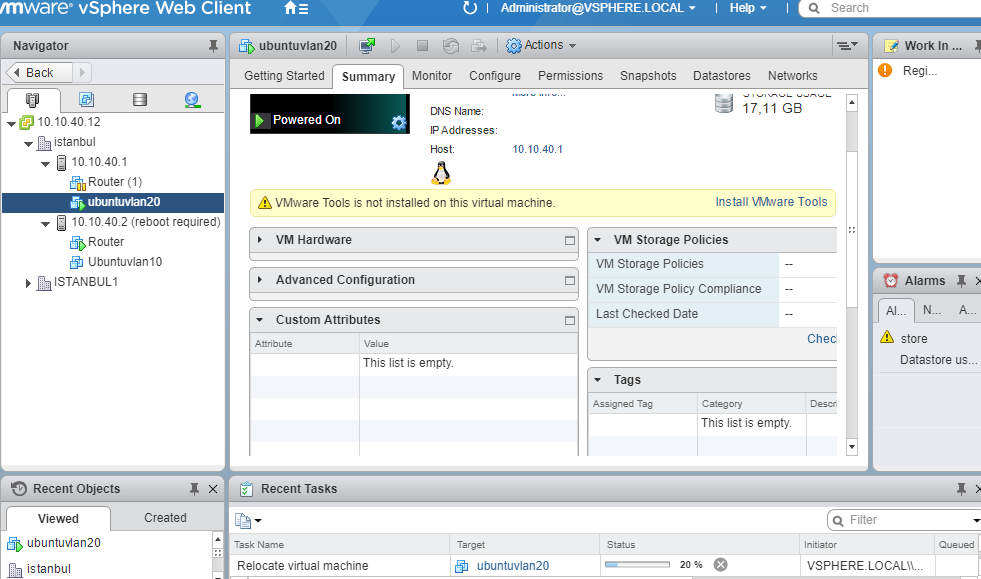 vmware vSphere Web Client
Administrator@VSPHERE.LOCAL
Help
Search
Navigator
Back
10.10.40.12
istanbul
10.10.40.1
Router (1)
ubuntuvlan20
10.10.40.2 (reboot required)
Router
Ubuntuvlan10
ISTANBUL1
ubuntuvlan20
Actions
Getting Started
Summary
Monitor
Configure
Permissions
Snapshots
Datastores
Networks
Powered On
More info...
DNS Name:
IP Addresses:
Host: 10.10.40.1
STORAGE USAGE
17,11 GB
VMware Tools is not installed on this virtual machine. Install VMware Tools
VM Hardware
Advanced Configuration
Custom Attributes
Attribute Value
This list is empty.
VM Storage Policies
VM Storage Policies --
VM Storage Policy Compliance --
Last Checked Date --
Chec
Tags
Assigned Tag Category Descri
This list is empty.
Work In ...
Regi...
Alarms
Al... N... A...
store
Datastore us...
Recent Objects
Viewed
Created
ubuntuvlan20
istanbul
Recent Tasks
Filter
Task Name Target Status Initiator Queued
Relocate virtual machine ubuntuvlan20 20 % VSPHERE.LOCAL\\...